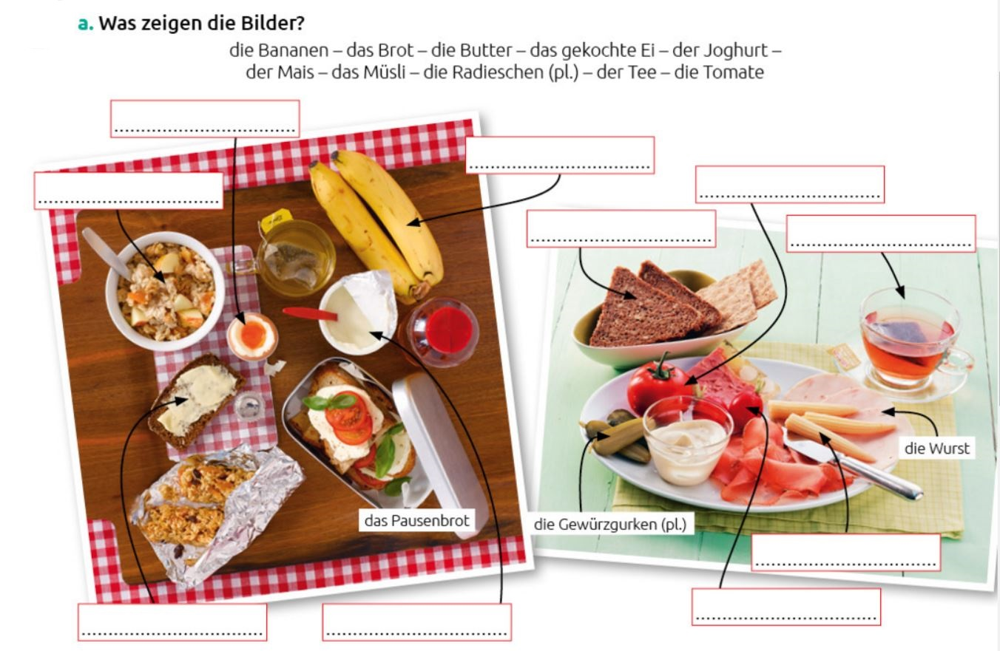 a. Was zeigen die Bilder?
die Bananen – das Brot – die Butter – das gekochte Ei – der Joghurt –
der Mais – das Müsli – die Radieschen (pl.) – der Tee – die Tomate
die Wurst
das Pausenbrot
die Gewürzgurken (pl.)